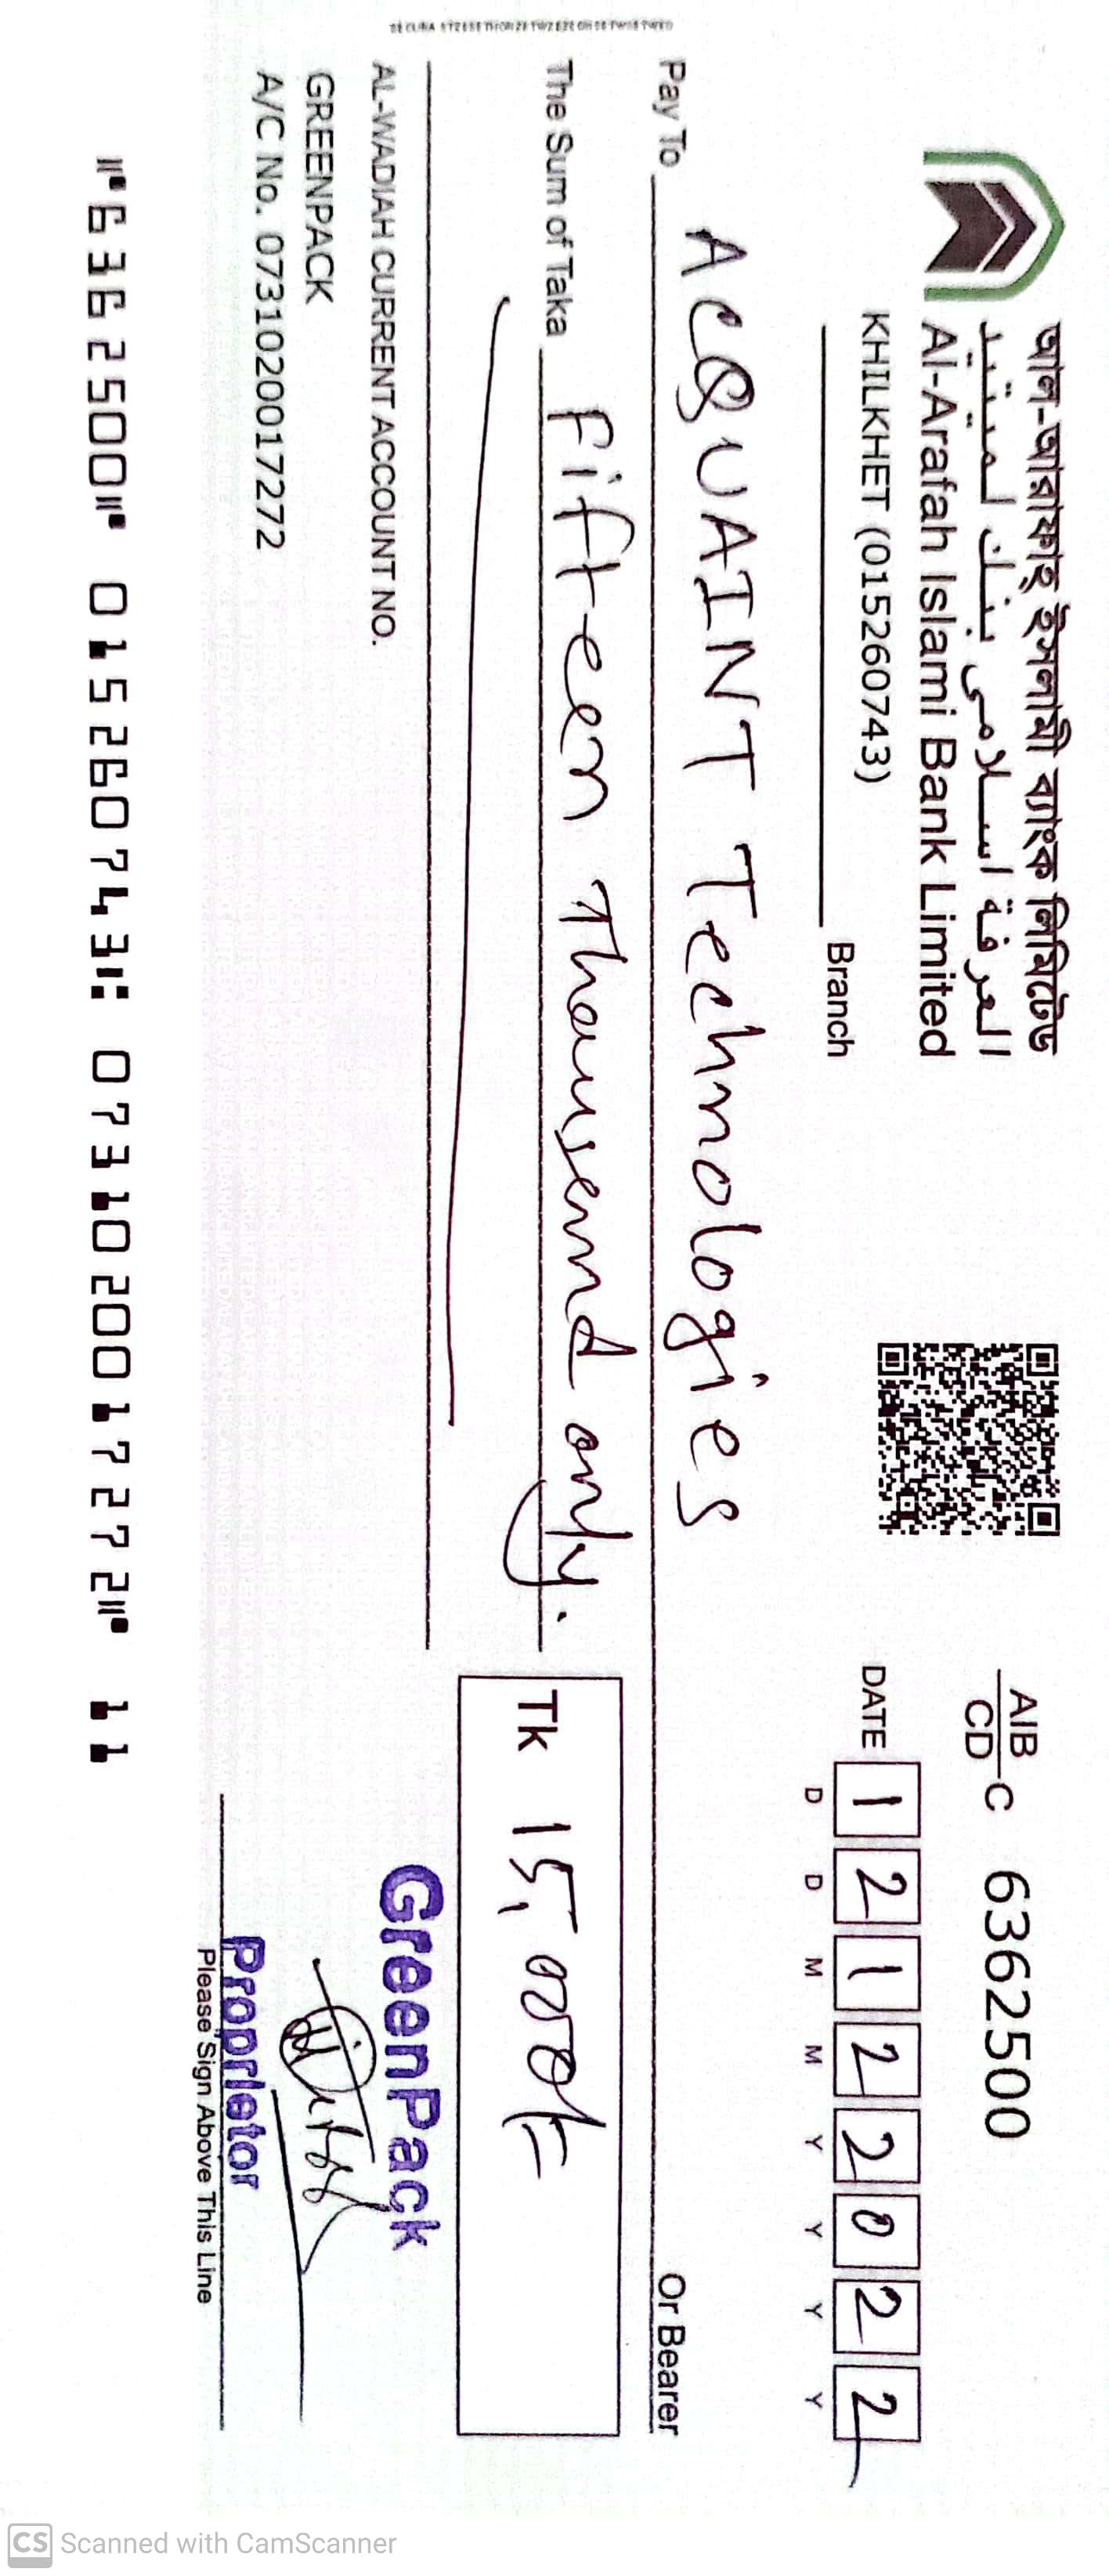 আল-আরাফাহ্ ইসলামী ব্যাংক লিমিটেড
العرفة اسلامى بنك لميتيد
Al-Arafah Islami Bank Limited
KHILKHET (015260743)
Branch
AIB
CD
C 6362500
DATE 1 2 1 2 2 0 2 2
D D M M Y Y Y Y
Pay To ACQUAINT Technologies Or Bearer
The Sum of Taka Fifteen Thousand only.
Tk 15,000/=
AL-WADIAH CURRENT ACCOUNT NO.
GREENPACK
A/C No. 0731020017272
GreenPack
Proprietor
Please Sign Above This Line
⑈6362500⑈ 015260743⑆ 0731020017272⑈ 11
CS Scanned with CamScanner